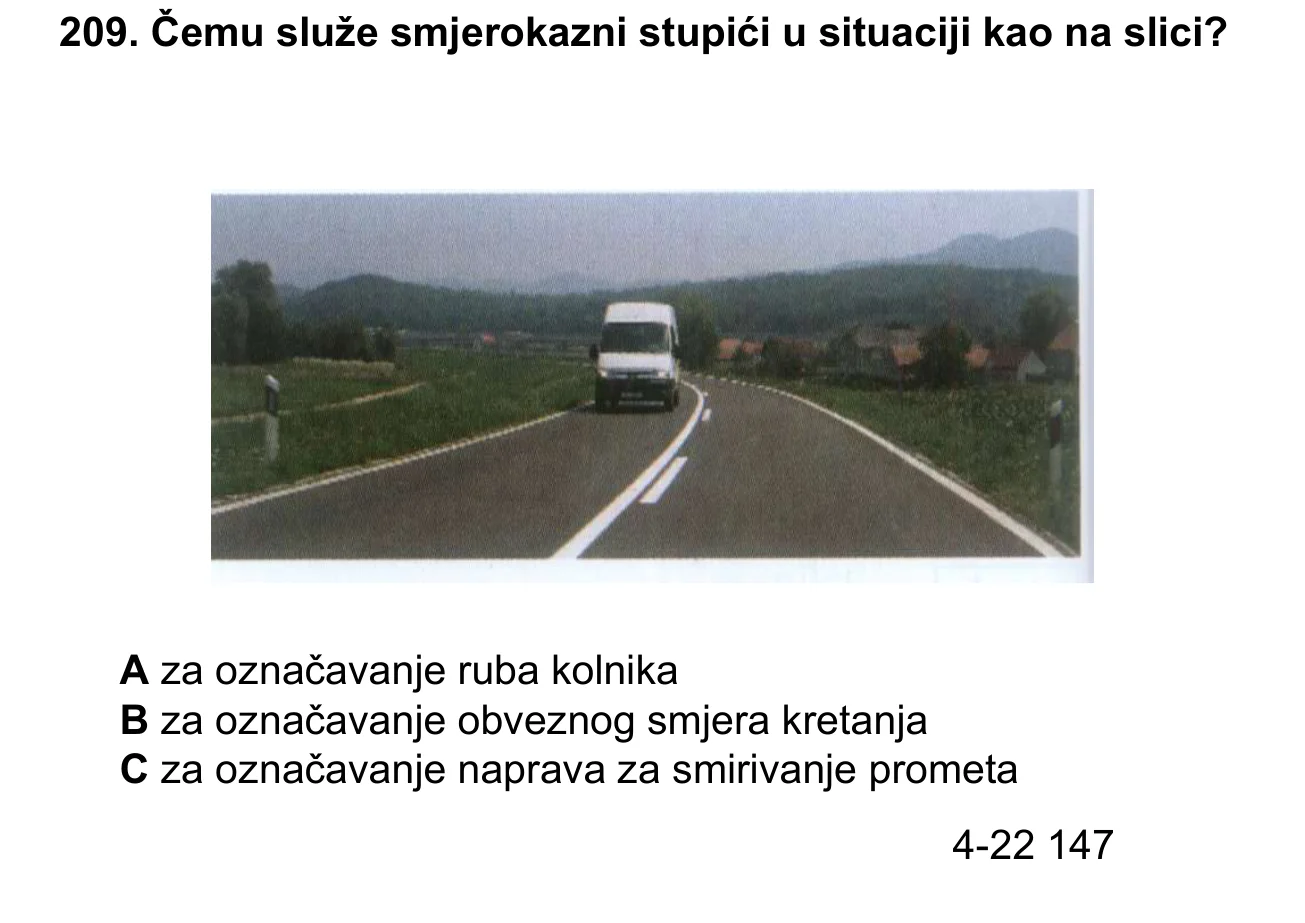 209. Čemu služe smjerokazni stupići u situaciji kao na slici?
A za označavanje ruba kolnika
B za označavanje obveznog smjera kretanja
C za označavanje naprava za smirivanje prometa
4-22 147